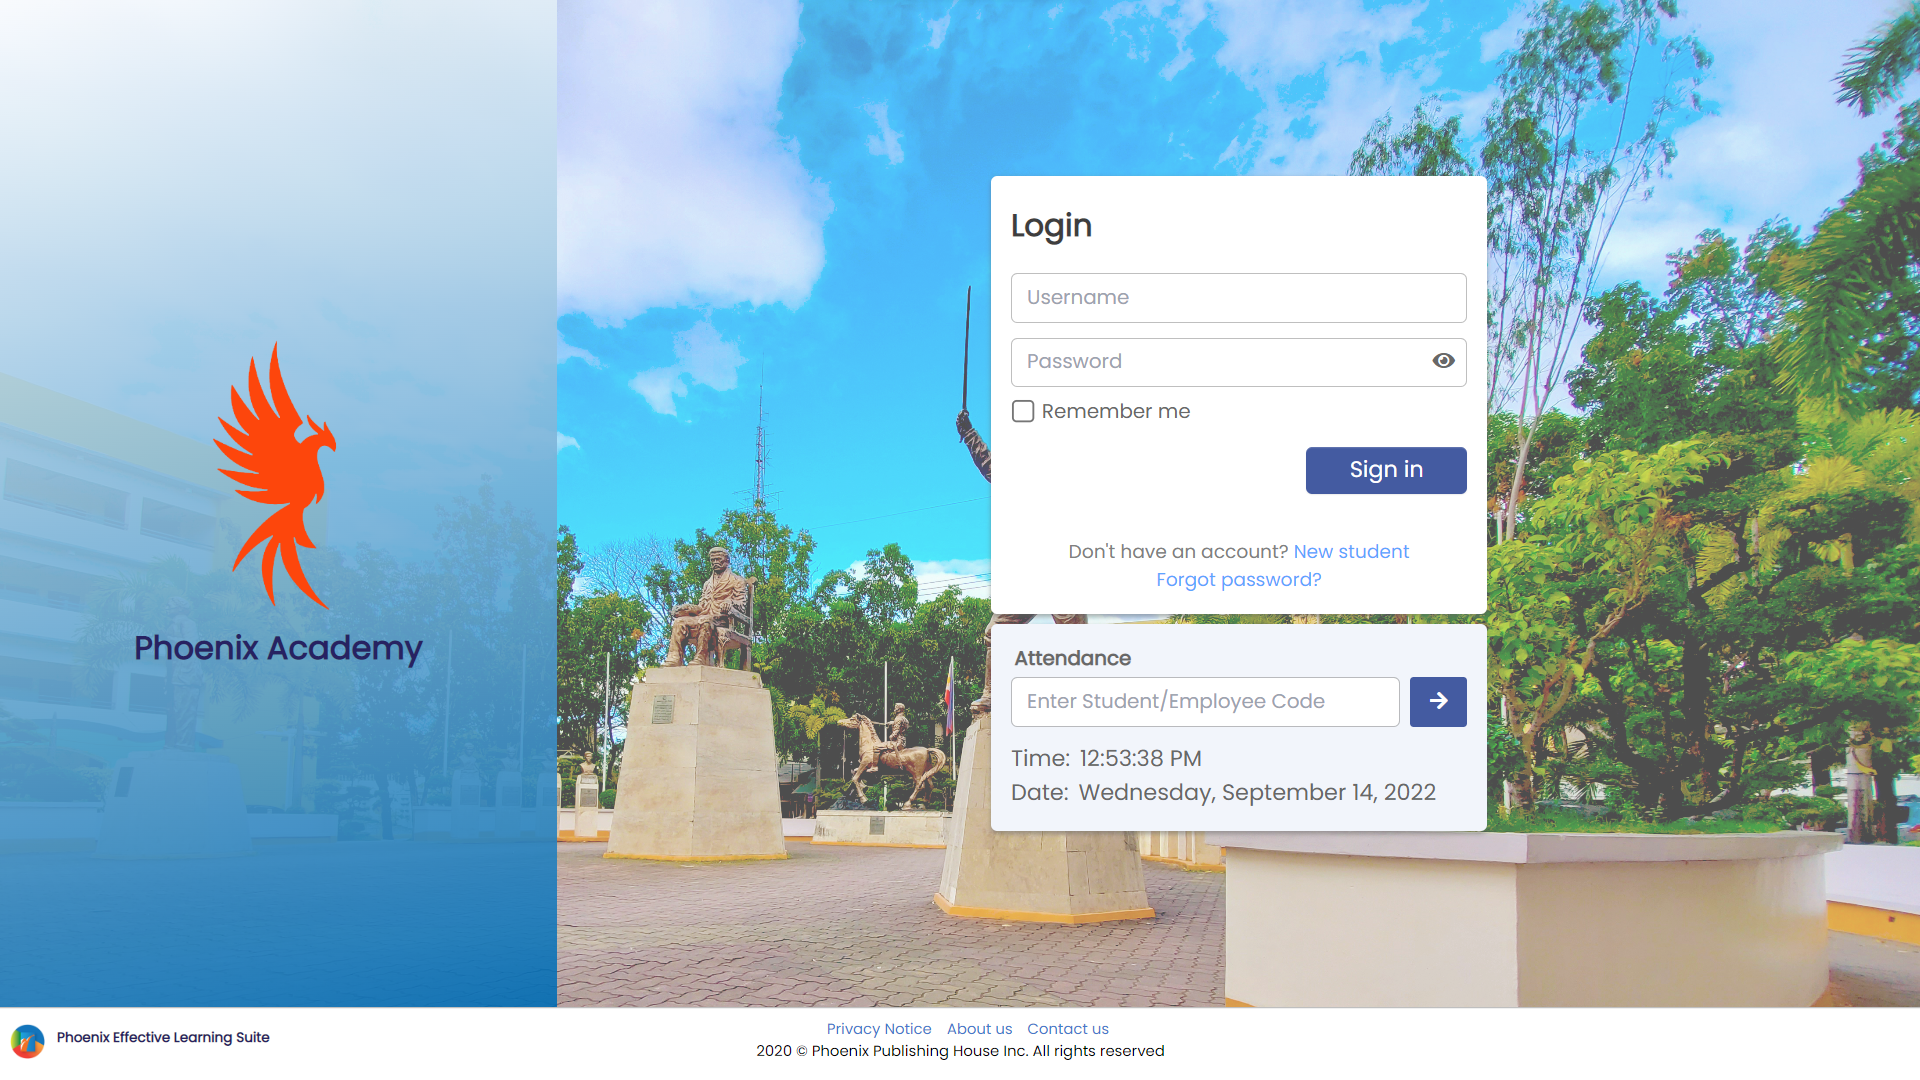 Phoenix Academy
Login
Username
Password
Remember me
Sign in
Don't have an account? New student
Forgot password?
Attendance
Enter Student/Employee Code
Time: 12:53:38 PM
Date: Wednesday, September 14, 2022
Phoenix Effective Learning Suite
Privacy Notice About us Contact us
2020 © Phoenix Publishing House Inc. All rights reserved